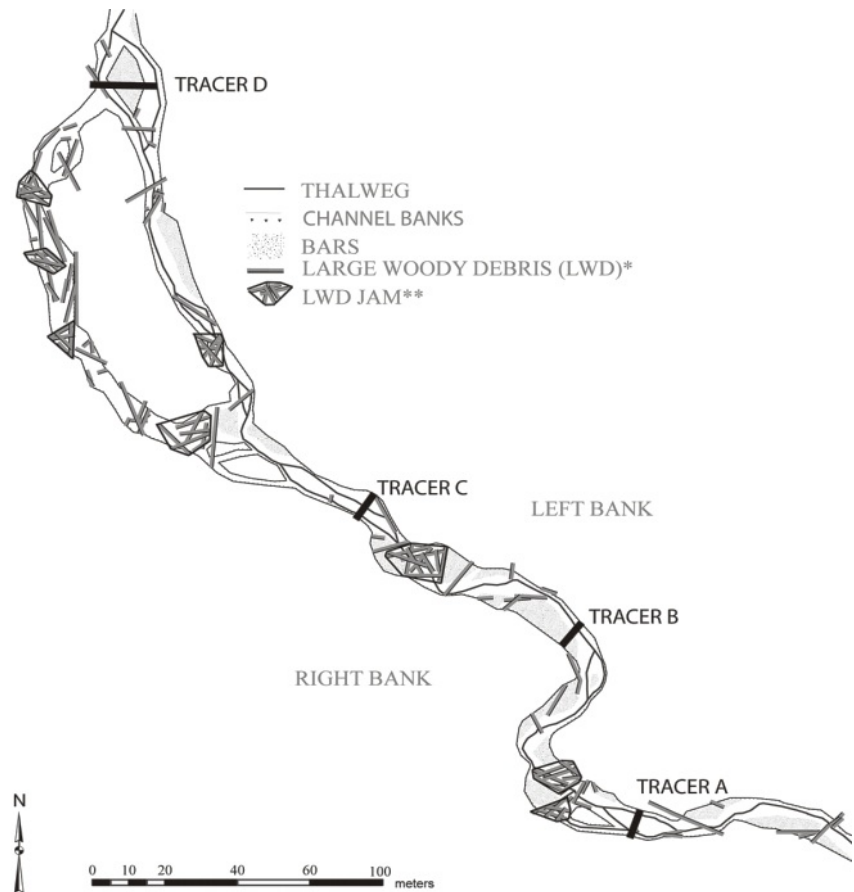 TRACER D
THALWEG
CHANNEL BANKS
BARS
LARGE WOODY DEBRIS (LWD)*
LWD JAM**
TRACER C
LEFT BANK
TRACER B
RIGHT BANK
TRACER A
N
0 10 20 40 60 100
meters